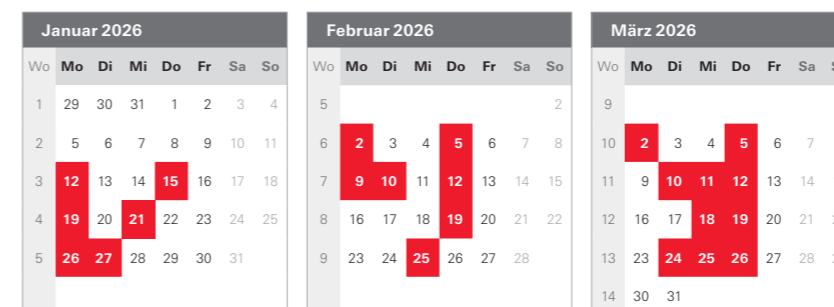 Januar 2026
Wo Mo Di Mi Do Fr Sa So
1 29 30 31 1 2 3 4
2 5 6 7 8 9 10 11
3 12 13 14 15 16 17 18
4 19 20 21 22 23 24 25
5 26 27 28 29 30 31
Februar 2026
Wo Mo Di Mi Do Fr Sa So
5 2
6 2 3 4 5 6 7 8
7 9 10 11 12 13 14 15
8 16 17 18 19 20 21 22
9 23 24 25 26 27 28
März 2026
Wo Mo Di Mi Do Fr Sa
9
10 2 3 4 5 6 7
11 9 10 11 12 13 14
12 16 17 18 19 20 21
13 23 24 25 26 27 28
14 30 31